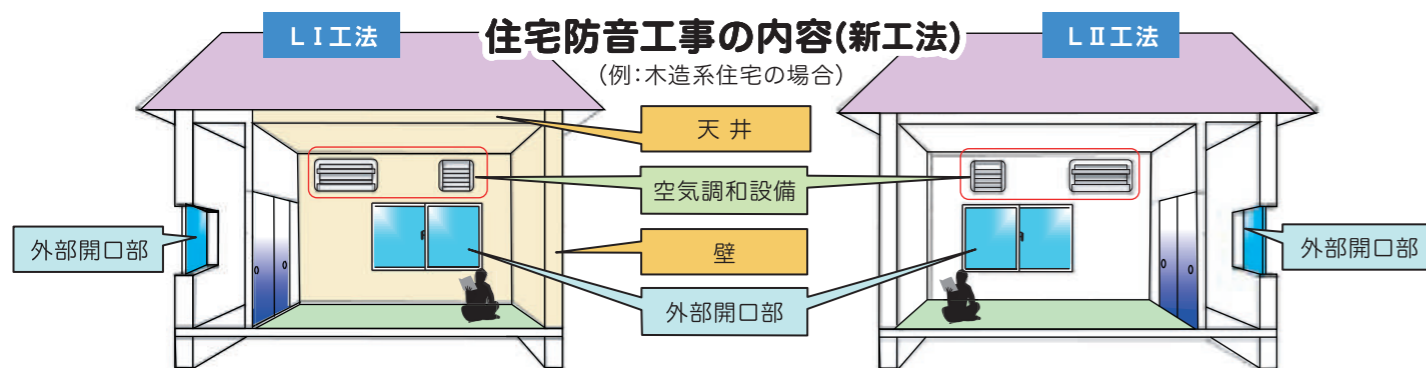 LⅠ工法
住宅防音工事の内容(新工法)
LⅡ工法
(例:木造系住宅の場合)
天 井
空気調和設備
外部開口部
壁
外部開口部
外部開口部